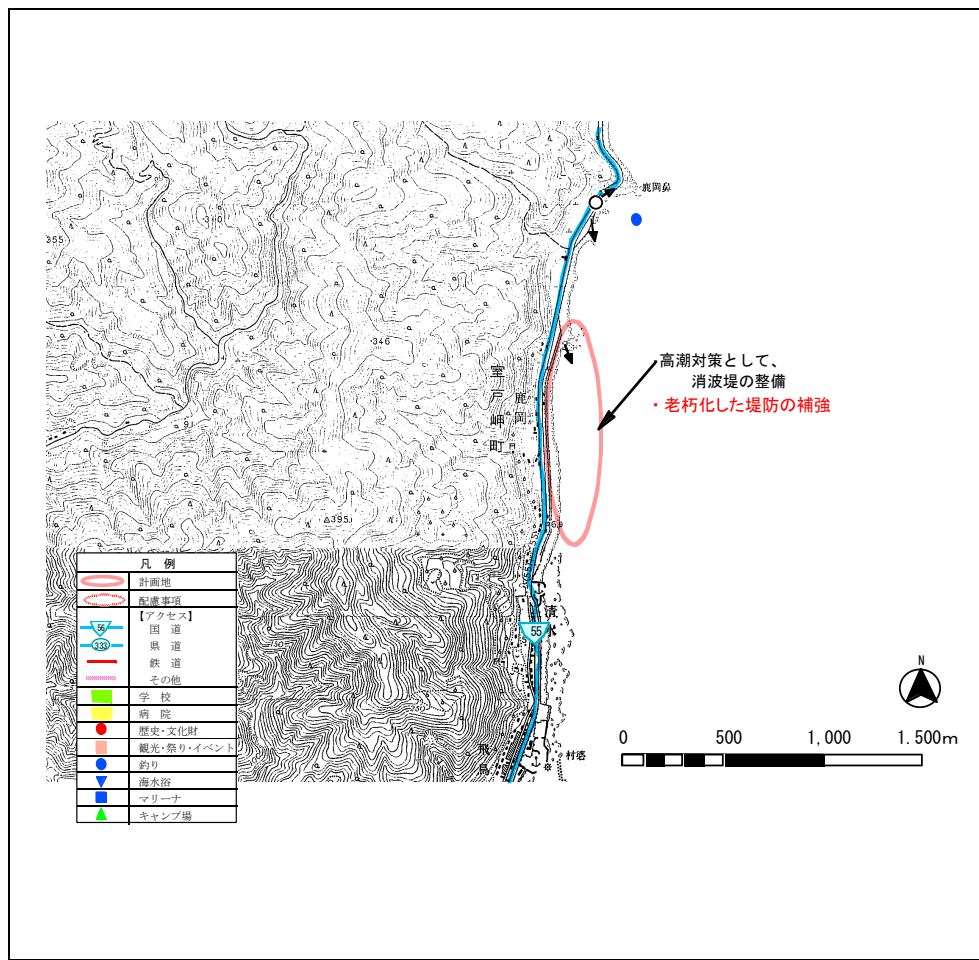 鹿岡鼻
310
355
346
高潮対策として、
消波堤の整備
・老朽化した堤防の補強
室戸岬町
鹿岡
395
凡 例
計画地
配慮事項
【アクセス】
56 国 道
333 県 道
鉄 道
その他
学 校
病 院
歴史・文化財
観光・祭り・イベント
釣り
海水浴
マリーナ
キャンプ場
清水
55
飛鳥
N
0 500 1,000 1.500m